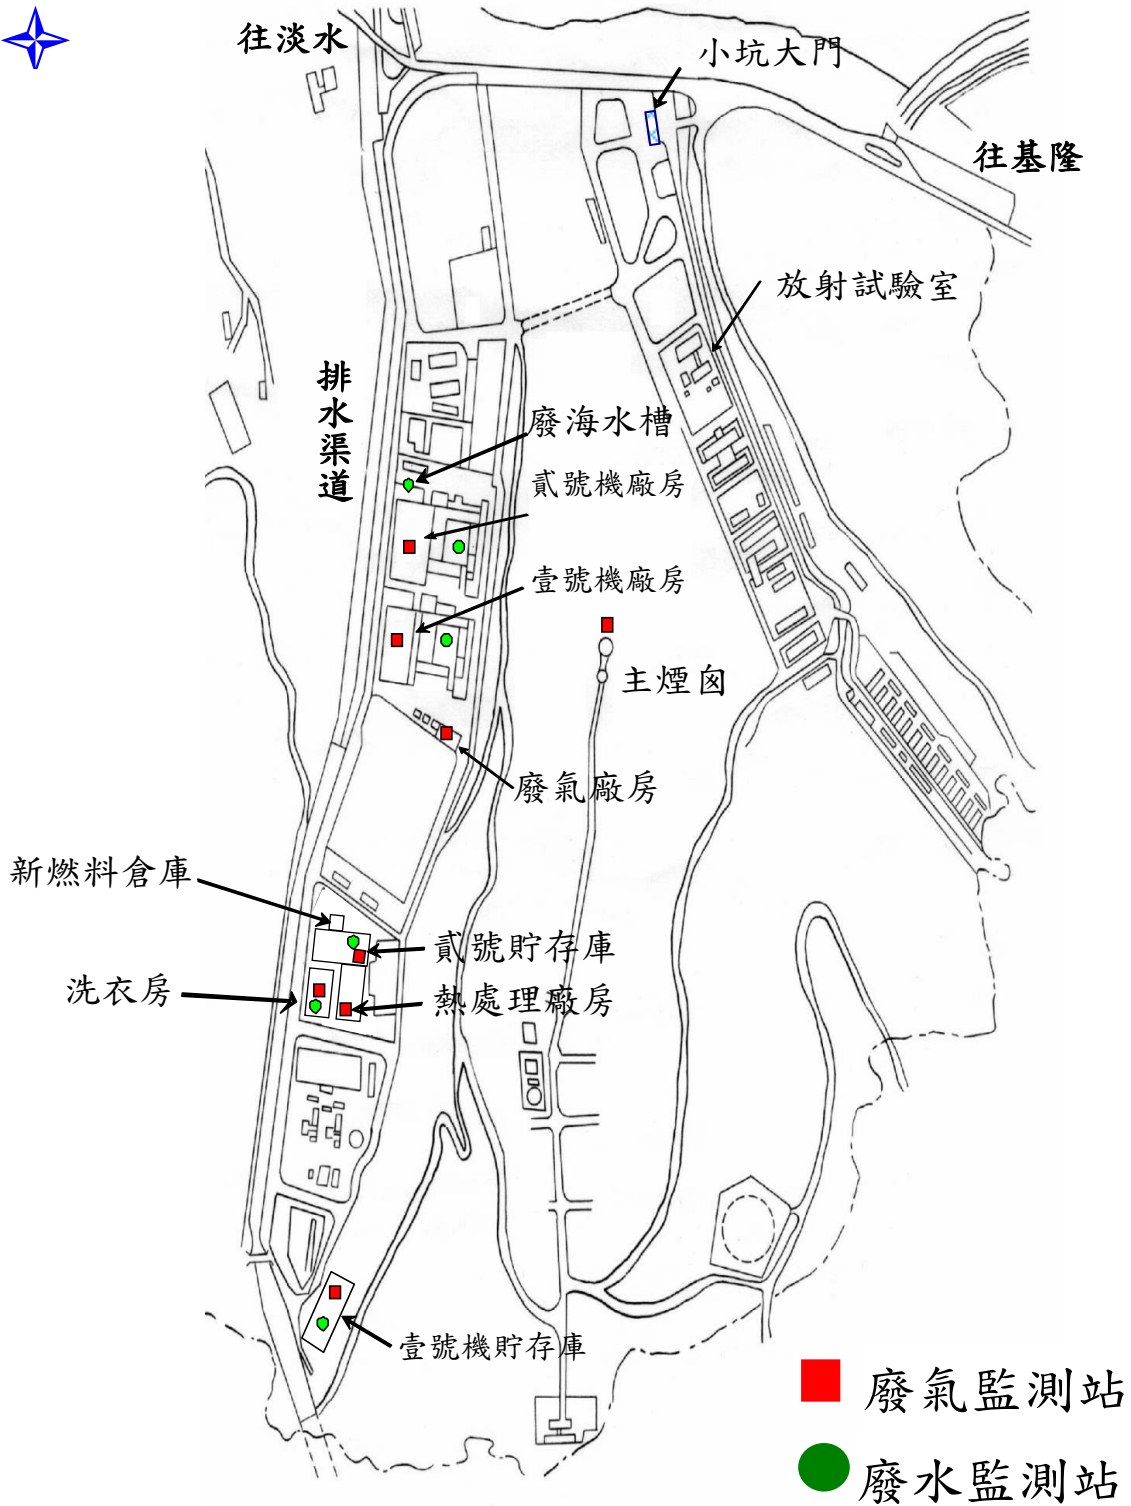 往淡水
小坑大門
往基隆
放射試驗室
排水渠道
廢海水槽
貳號機廠房
壹號機廠房
主煙囪
廢氣廠房
新燃料倉庫
貳號貯存庫
洗衣房
熱處理廠房
壹號機貯存庫
廢氣監測站
廢水監測站